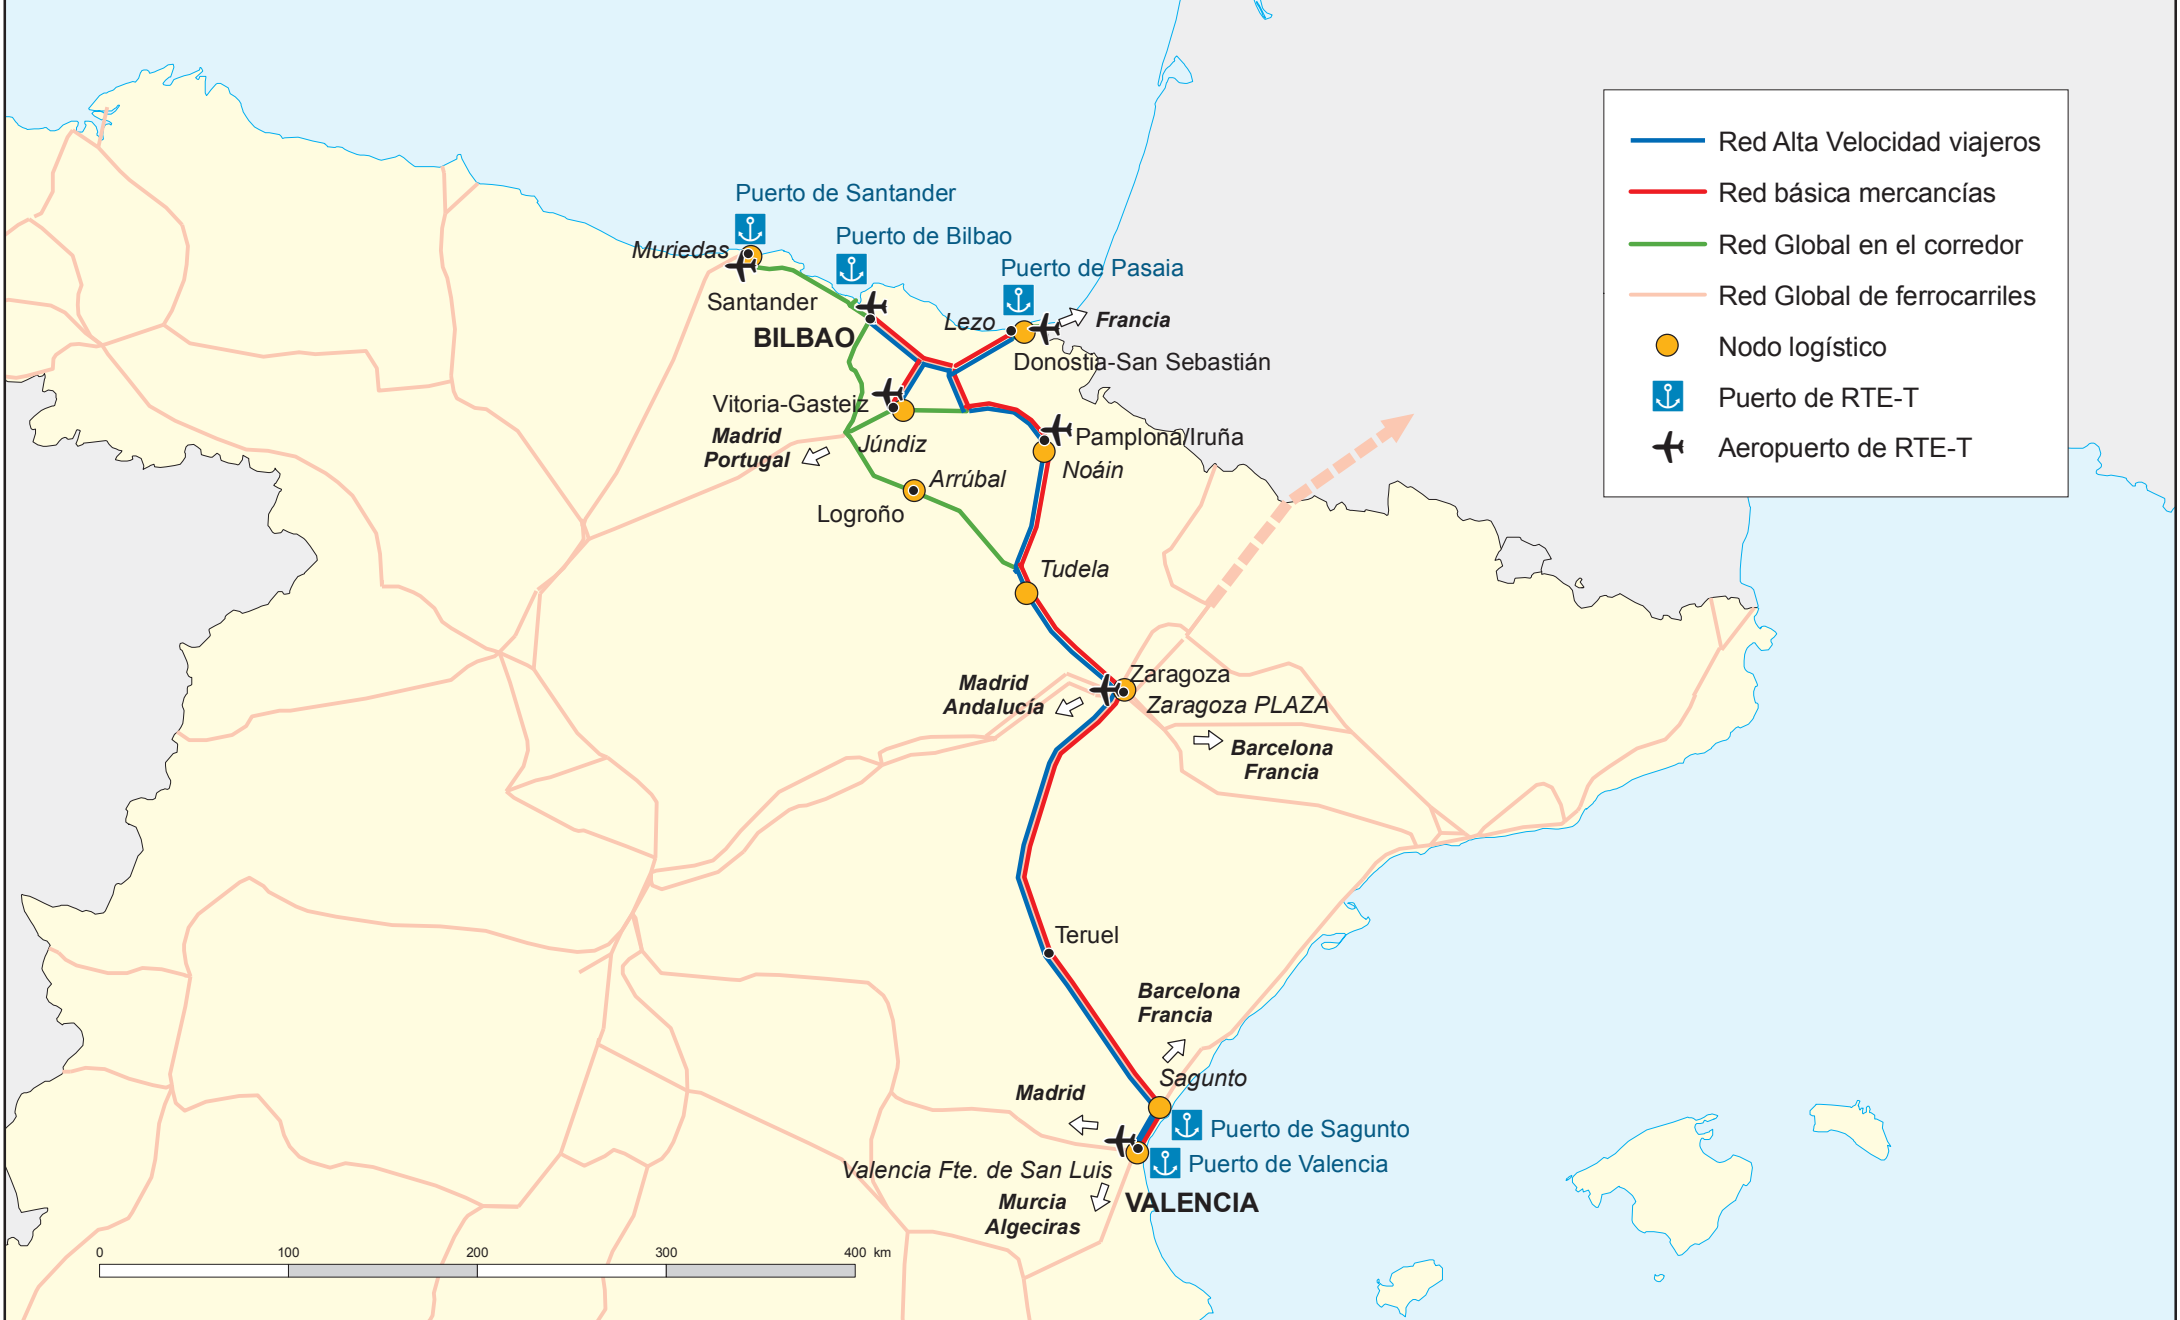 Red Alta Velocidad viajeros
Red básica mercancías
Red Global en el corredor
Red Global de ferrocarriles
Nodo logístico
Puerto de RTE-T
Aeropuerto de RTE-T
Puerto de Santander
Muriedas
Puerto de Bilbao
Puerto de Pasaia
Santander
BILBAO
Lezo
Francia
Donostia-San Sebastián
Vitoria-Gasteiz
Madrid
Portugal
Júndiz
Pamplona/Iruña
Noáin
Arrúbal
Logroño
Tudela
Zaragoza
Zaragoza PLAZA
Madrid
Andalucía
Barcelona
Francia
Teruel
Barcelona
Francia
Sagunto
Madrid
Puerto de Sagunto
Puerto de Valencia
Valencia Fte. de San Luis
VALENCIA
Murcia
Algeciras
0 100 200 300 400 km